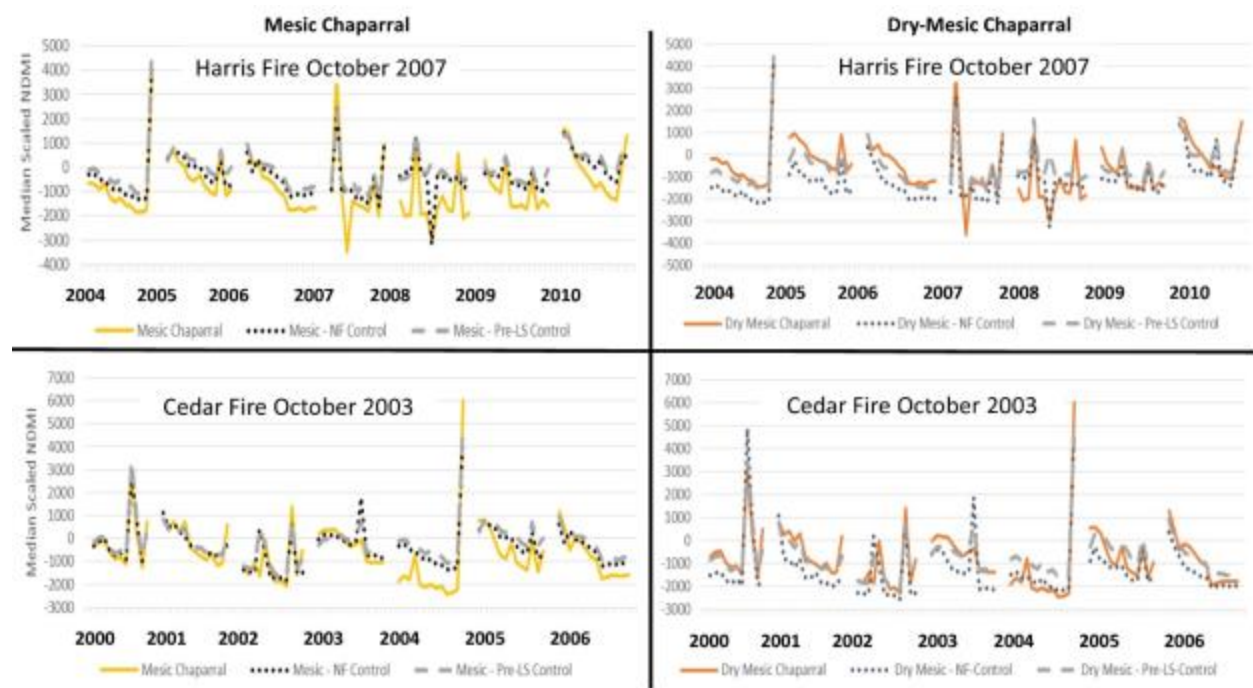 Mesic Chaparral
Dry-Mesic Chaparral
Harris Fire October 2007
Median Scaled NDMI
5000
4000
3000
2000
1000
0
-1000
-2000
-3000
-4000
2004 2005 2006 2007 2008 2009 2010
Mesic Chaparral Mesic - NF Control Mesic - Pre-LS Control
Harris Fire October 2007
5000
4000
3000
2000
1000
0
-1000
-2000
-3000
-4000
-5000
2004 2005 2006 2007 2008 2009 2010
Dry Mesic Chaparral Dry Mesic - NF Control Dry Mesic - Pre-LS Control
Cedar Fire October 2003
Median Scaled NDMI
7000
6000
5000
4000
3000
2000
1000
0
-1000
-2000
-3000
2000 2001 2002 2003 2004 2005 2006
Mesic Chaparral Mesic - NF Control Mesic - Pre-LS Control
Cedar Fire October 2003
7000
6000
5000
4000
3000
2000
1000
0
-1000
-2000
-3000
2000 2001 2002 2003 2004 2005 2006
Dry Mesic Chaparral Dry Mesic - NF-Control Dry Mesic - Pre-LS-Control